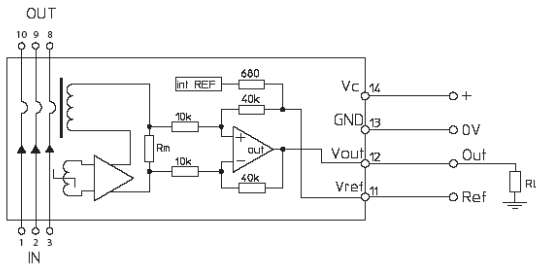 OUT
10 9 8
int REF
680
40k
10k
Rm
10k
+
-
out
40k
Vc 14 +
GND 13 0V
Vout 12 Out
RL
Vref 11 Ref
1 2 3
IN